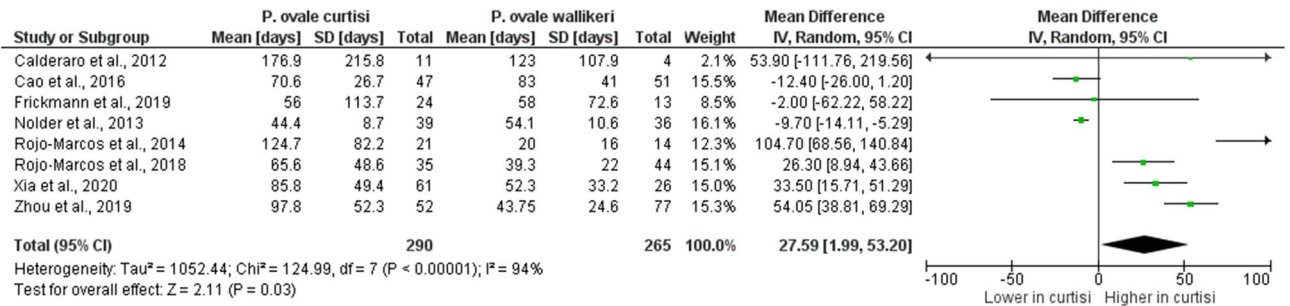 P. ovale curtisi P. ovale wallikeri Mean Difference Mean Difference
Study or Subgroup Mean [days] SD [days] Total Mean [days] SD [days] Total Weight IV, Random, 95% CI IV, Random, 95% CI
Calderaro et al., 2012 176.9 215.8 11 123 107.9 4 2.1% 53.90 [-111.76, 219.56]
Cao et al., 2016 70.6 26.7 47 83 41 51 15.5% -12.40 [-26.00, 1.20]
Frickmann et al., 2019 56 113.7 24 58 72.6 13 8.5% -2.00 [-62.22, 58.22]
Nolder et al., 2013 44.4 8.7 39 54.1 10.6 36 16.1% -9.70 [-14.11, -5.29]
Rojo-Marcos et al., 2014 124.7 82.2 21 20 16 14 12.3% 104.70 [68.56, 140.84]
Rojo-Marcos et al., 2018 65.6 48.6 35 39.3 22 44 15.1% 26.30 [8.94, 43.66]
Xia et al., 2020 85.8 49.4 61 52.3 33.2 26 15.0% 33.50 [15.71, 51.29]
Zhou et al., 2019 97.8 52.3 52 43.75 24.6 77 15.3% 54.05 [38.81, 69.29]
Total (95% CI) 290 265 100.0% 27.59 [1.99, 53.20]
Heterogeneity: Tau² = 1052.44; Chi² = 124.99, df = 7 (P < 0.00001); I² = 94%
Test for overall effect: Z = 2.11 (P = 0.03)
-100 -50 0 50 100
Lower in curtisi Higher in curtisi